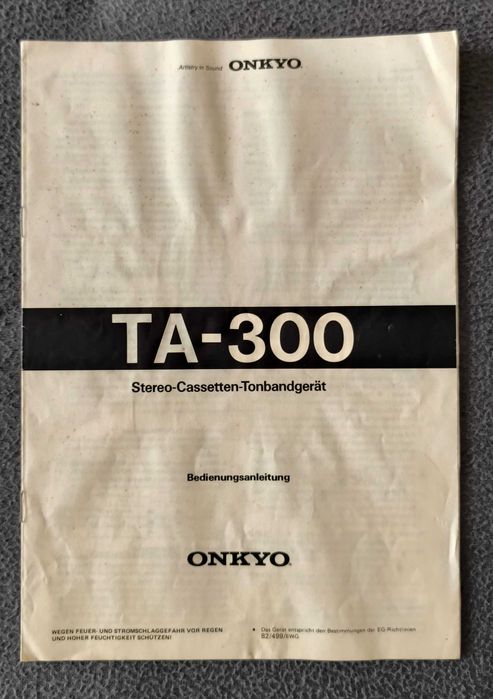 Artistry in Sound ONKYO.
TA-300
Stereo-Cassetten-Tonbandgerät
Bedienungsanleitung
ONKYO.
WEGEN FEUER- UND STROMSCHLAGGEFAHR VOR REGEN
UND HOHER FEUCHTIGKEIT SCHÜTZEN!
• Das Gerät entspricht den Bestimmungen der EG-Richtlinien
82/499/EWG